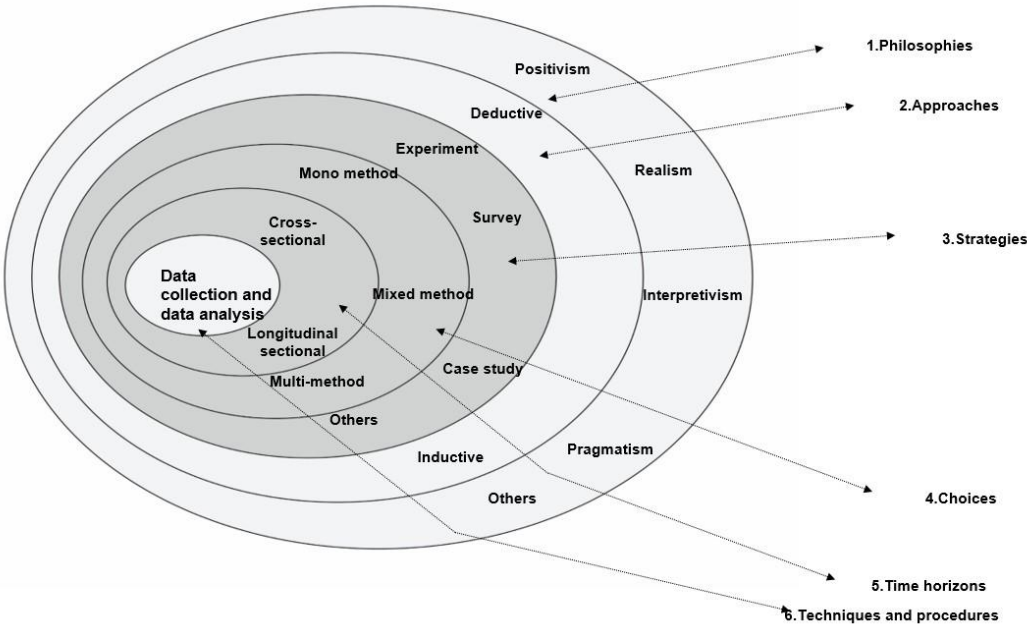 Positivism
1.Philosophies
Deductive
2.Approaches
Experiment
Mono method
Realism
Survey
Cross-
sectional
3.Strategies
Data
collection and
data analysis
Mixed method
Interpretivism
Longitudinal
sectional
Multi-method
Case study
Others
Inductive
Pragmatism
Others
4.Choices
5.Time horizons
6.Techniques and procedures